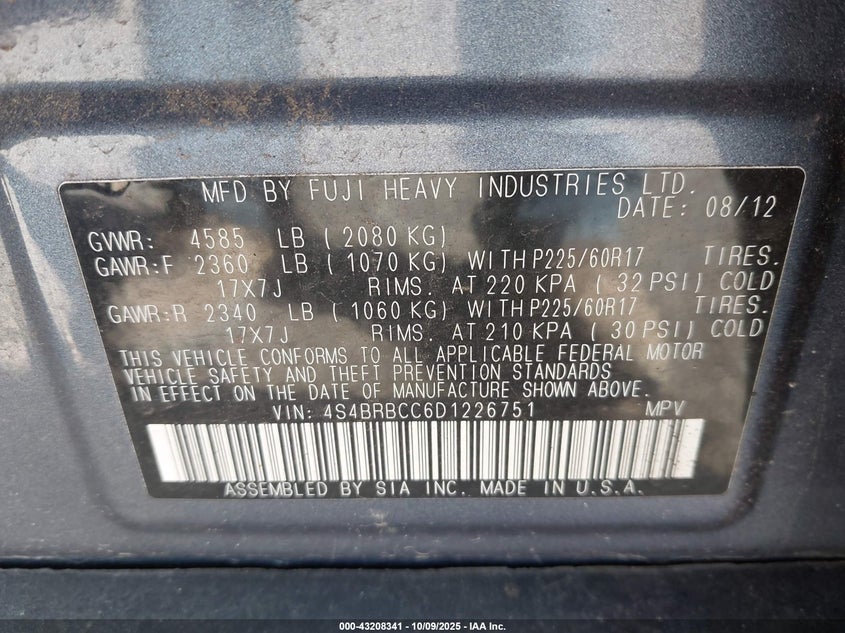 MFD BY FUJI HEAVY INDUSTRIES LTD.
DATE: 08/12
GVWR: 4585 LB ( 2080 KG)
GAWR:F 2360 LB ( 1070 KG) WITH P225/60R17 TIRES.
17X7J RIMS. AT 220 KPA ( 32 PSI) COLD
GAWR:R 2340 LB ( 1060 KG) WITH P225/60R17 TIRES.
17X7J RIMS. AT 210 KPA ( 30 PSI) COLD
THIS VEHICLE CONFORMS TO ALL APPLICABLE FEDERAL MOTOR
VEHICLE SAFETY AND THEFT PREVENTION STANDARDS
IN EFFECT ON THE DATE OF MANUFACTURE SHOWN ABOVE.
VIN: 4S4BRBCC6D1226751 MPV
ASSEMBLED BY SIA INC. MADE IN U.S.A.
000-43208341 - 10/09/2025 - IAA Inc.